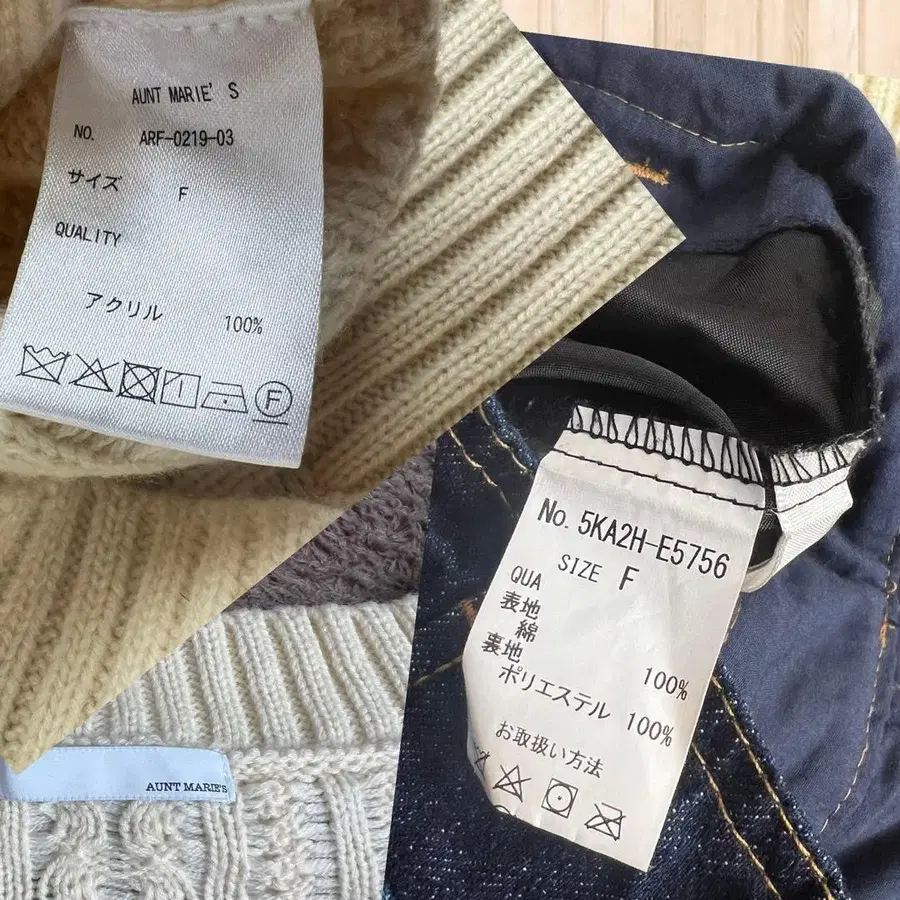 AUNT MARIE' S
NO. ARF-0219-03
サイズ F
QUALITY
アクリル 100%
F
AUNT MARIE's
No. 5KA2H-E5756
SIZE F
QUA
表地
綿 100%
裏地
ポリエステル 100%
お取扱い方法